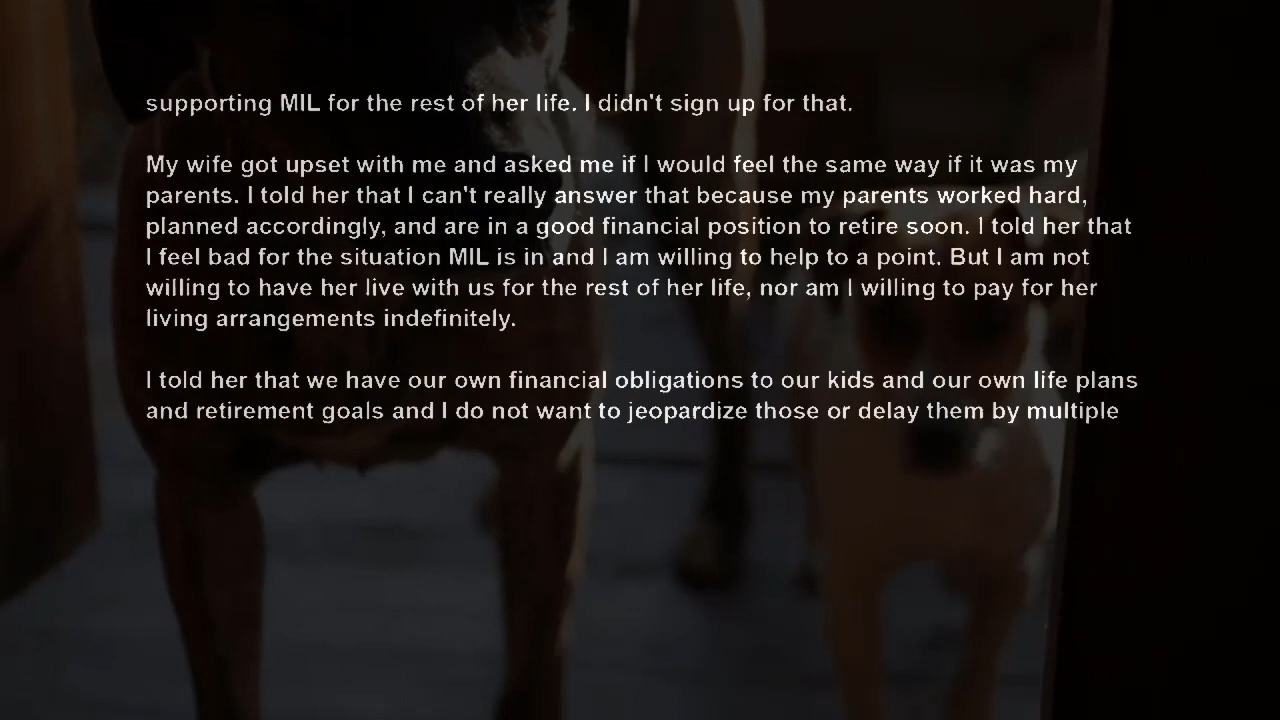 supporting MIL for the rest of her life. I didn't sign up for that.
My wife got upset with me and asked me if I would feel the same way if it was my
parents. I told her that I can't really answer that because my parents worked hard,
planned accordingly, and are in a good financial position to retire soon. I told her that
I feel bad for the situation MIL is in and I am willing to help to a point. But I am not
willing to have her live with us for the rest of her life, nor am I willing to pay for her
living arrangements indefinitely.
I told her that we have our own financial obligations to our kids and our own life plans
and retirement goals and I do not want to jeopardize those or delay them by multiple